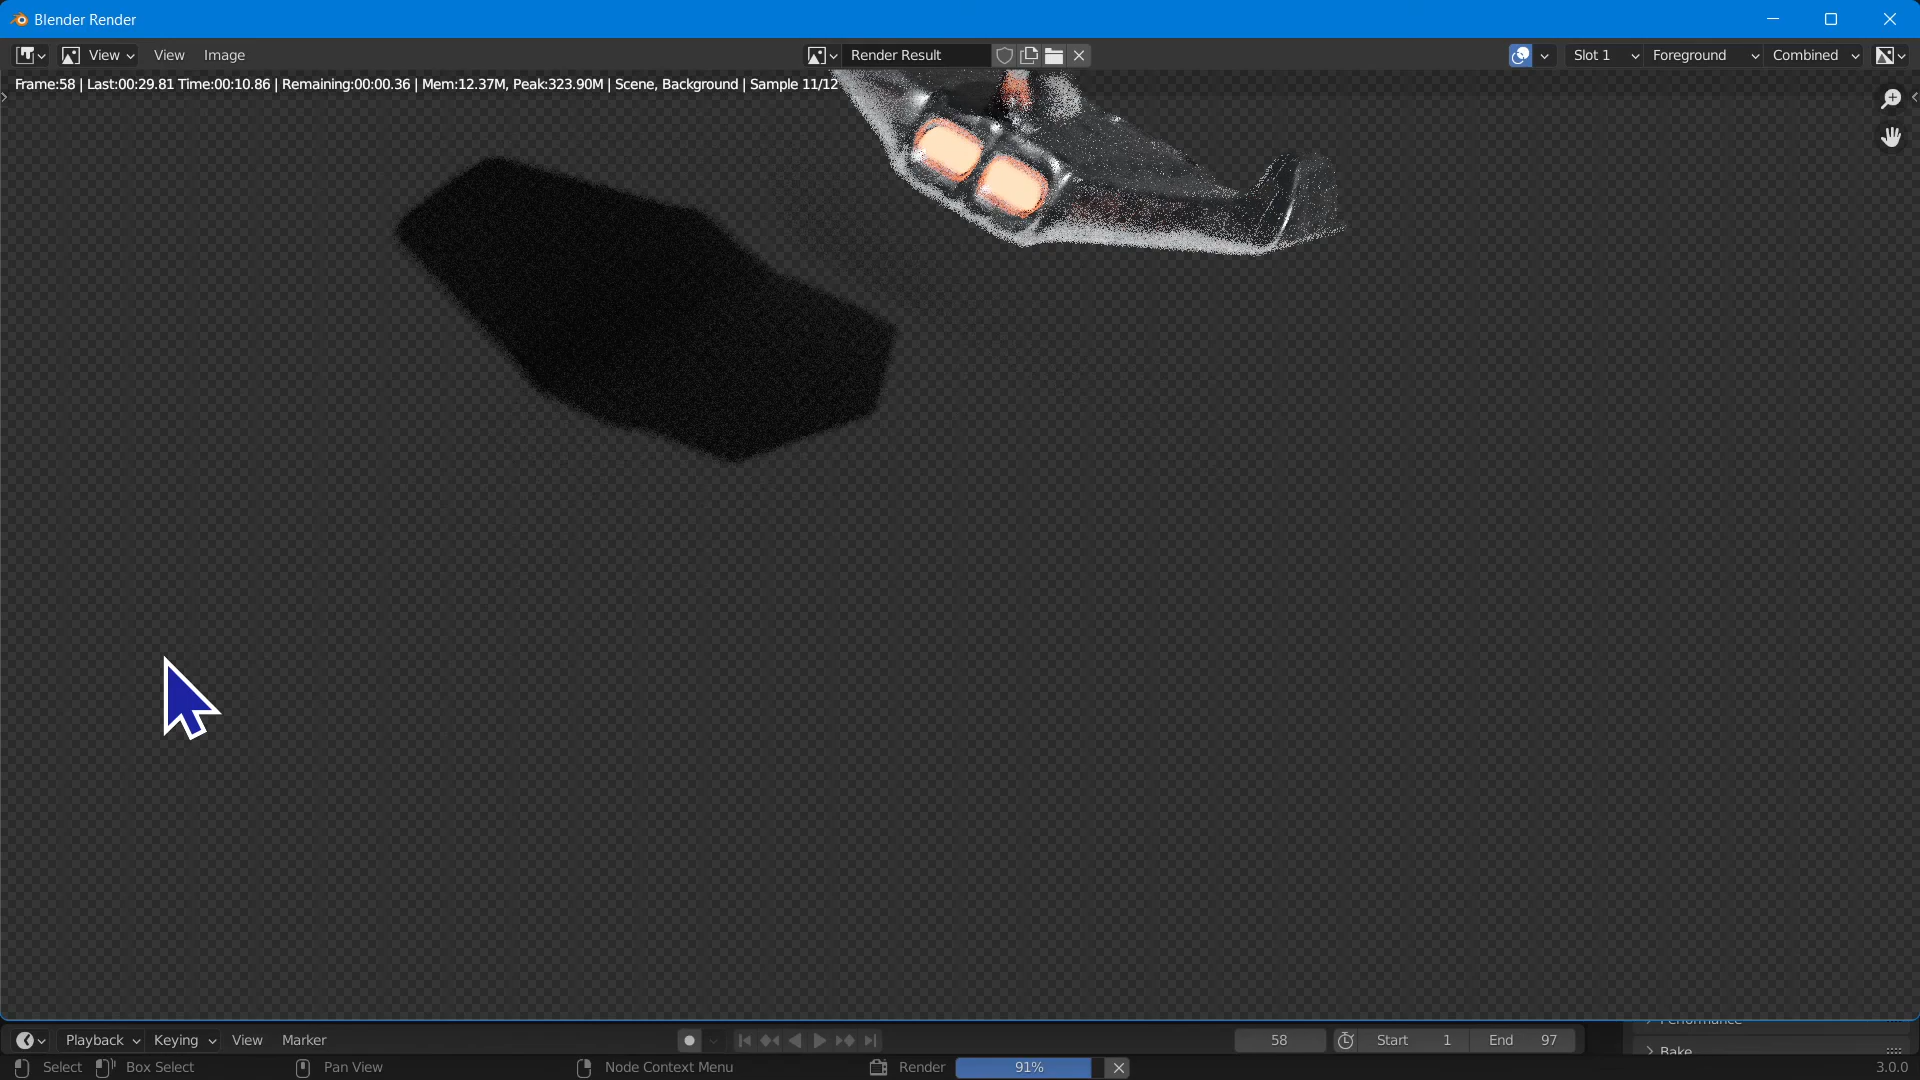 Blender Render
View View Image Render Result Slot 1 Foreground Combined
Frame:58 | Last:00:29.81 Time:00:10.86 | Remaining:00:00.36 | Mem:12.37M, Peak:323.90M | Scene, Background | Sample 11/12
Performance
Playback Keying View Marker 58 Start 1 End 97
Bake
Select Box Select Pan View Node Context Menu Render 91% 3.0.0